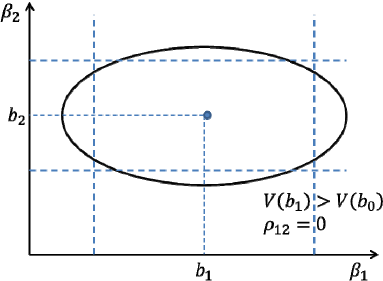 β₂
b₂
V(b₁) > V(b₀)
ρ₁₂ = 0
b₁
β₁